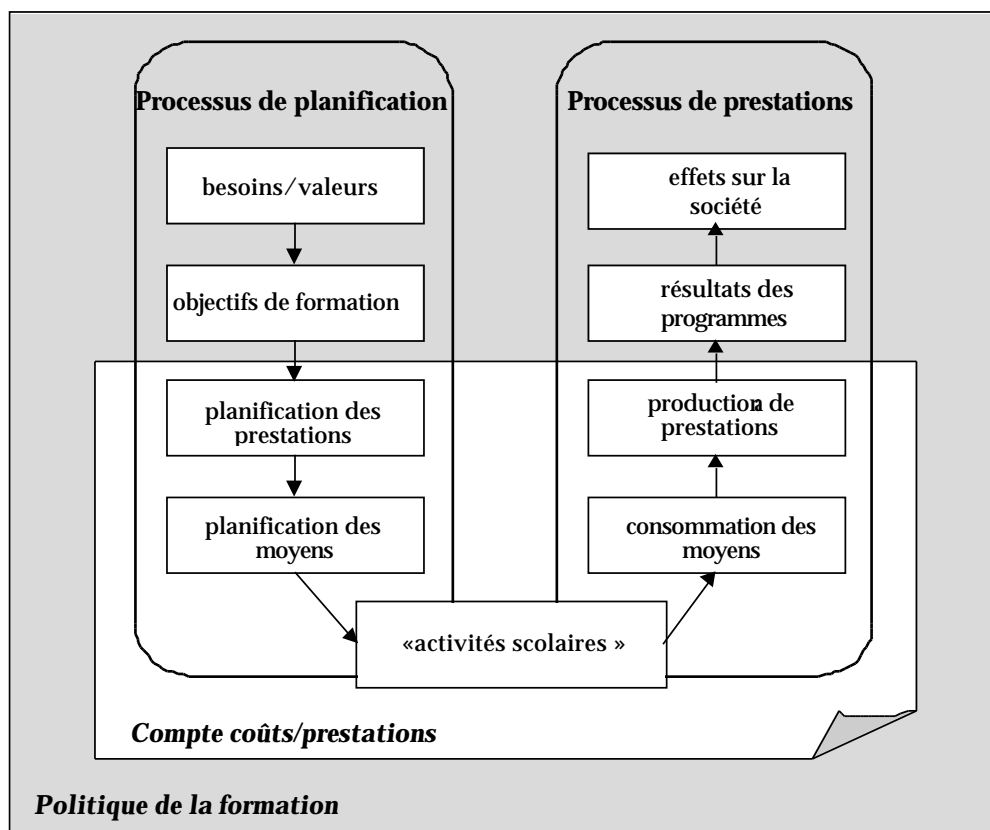 Processus de planification
besoins/valeurs
objectifs de formation
planification des
prestations
planification des
moyens
Processus de prestations
effets sur la
société
résultats des
programmes
production de
prestations
consommation des
moyens
«activités scolaires »
Compte coûts/prestations
Politique de la formation